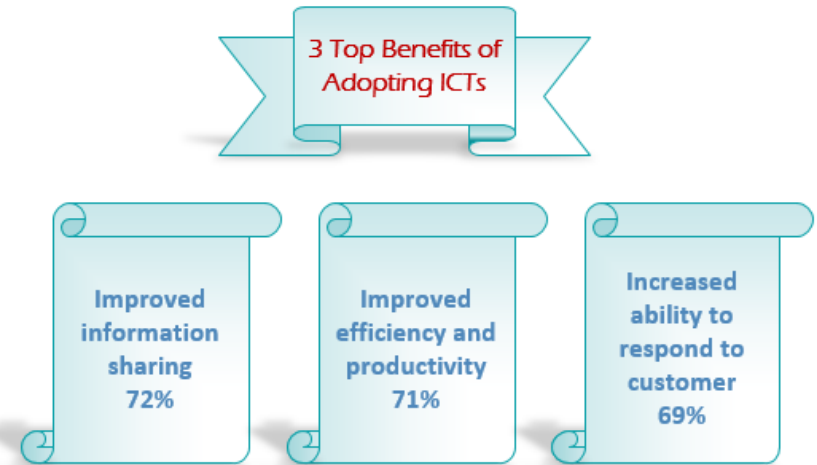 3 Top Benefits of
Adopting ICTs
Improved
information
sharing
72%
Improved
efficiency and
productivity
71%
Increased
ability to
respond to
customer
69%